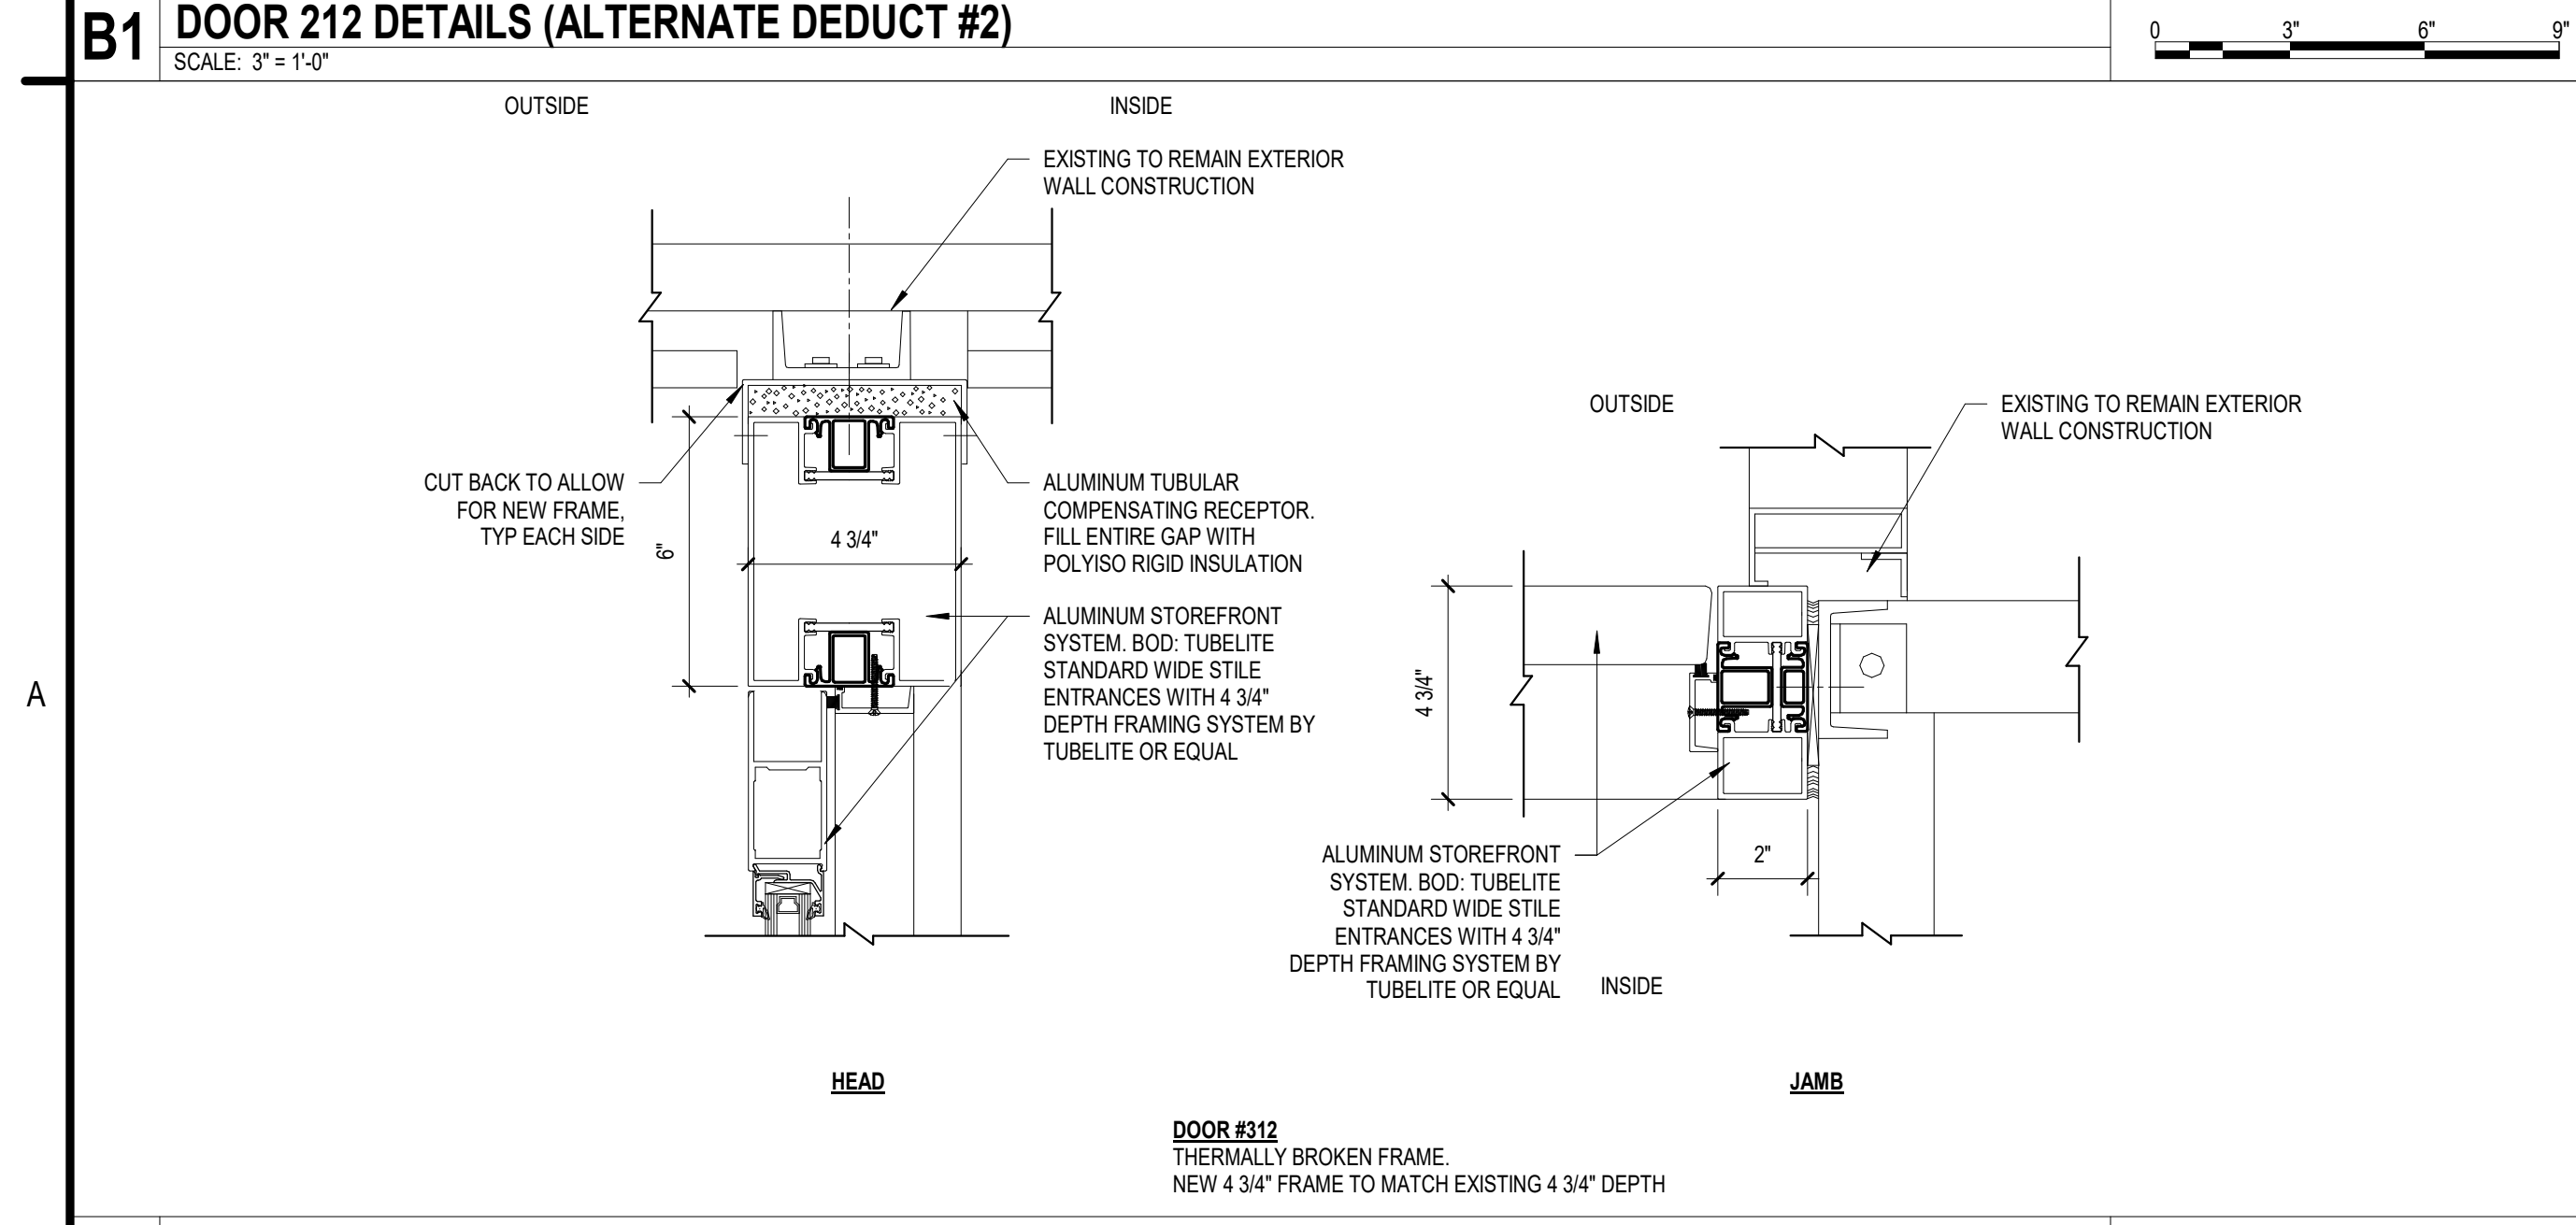 B1
DOOR 212 DETAILS (ALTERNATE DEDUCT #2)
SCALE: 3" = 1'-0"
0 3" 6" 9"
OUTSIDE
INSIDE
EXISTING TO REMAIN EXTERIOR
WALL CONSTRUCTION
CUT BACK TO ALLOW
FOR NEW FRAME,
TYP EACH SIDE
6"
4 3/4"
ALUMINUM TUBULAR
COMPENSATING RECEPTOR.
FILL ENTIRE GAP WITH
POLYISO RIGID INSULATION
ALUMINUM STOREFRONT
SYSTEM. BOD: TUBELITE
STANDARD WIDE STILE
ENTRANCES WITH 4 3/4"
DEPTH FRAMING SYSTEM BY
TUBELITE OR EQUAL
HEAD
OUTSIDE
EXISTING TO REMAIN EXTERIOR
WALL CONSTRUCTION
4 3/4"
2"
ALUMINUM STOREFRONT
SYSTEM. BOD: TUBELITE
STANDARD WIDE STILE
ENTRANCES WITH 4 3/4"
DEPTH FRAMING SYSTEM BY
TUBELITE OR EQUAL
INSIDE
JAMB
A
DOOR #312
THERMALLY BROKEN FRAME.
NEW 4 3/4" FRAME TO MATCH EXISTING 4 3/4" DEPTH